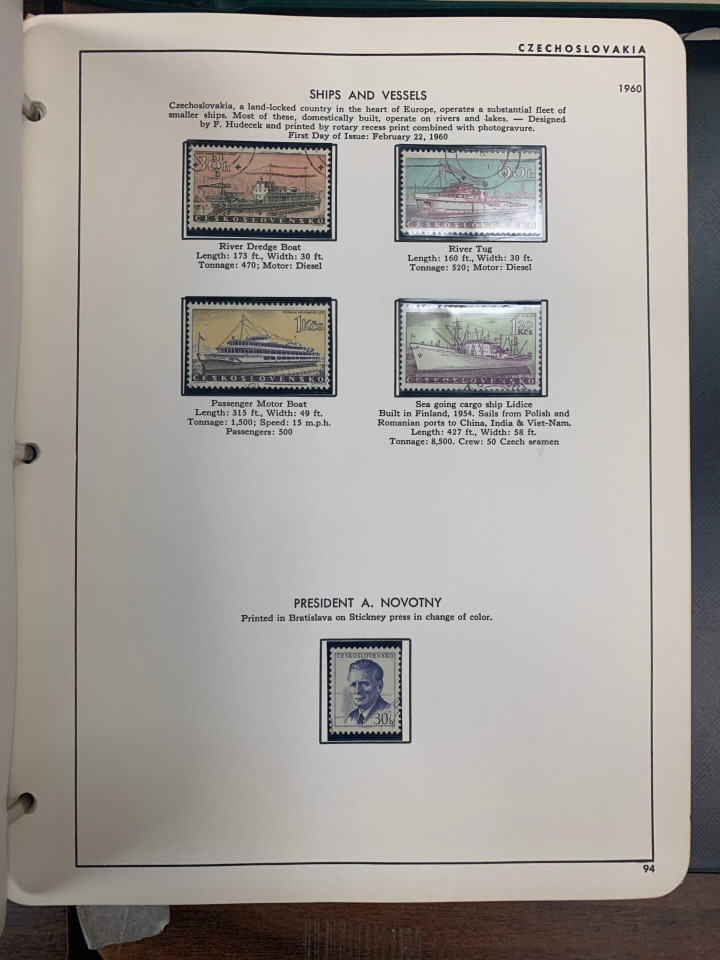 CZECHOSLOVAKIA
1960
SHIPS AND VESSELS
Czechoslovakia, a land-locked country in the heart of Europe, operates a substantial fleet of
smaller ships. Most of these, domestically built, operate on rivers and lakes. — Designed
by F. Hudecek and printed by rotary recess print combined with photogravure.
First Day of Issue: February 22, 1960
30h
ČESKOSLOVENSKO
60h
ČESKOSLOVENSKO
River Dredge Boat
Length: 173 ft., Width: 30 ft.
Tonnage: 470; Motor: Diesel
River Tug
Length: 160 ft., Width: 30 ft.
Tonnage: 520; Motor: Diesel
1Kčs
ČESKOSLOVENSKO
1.20
Kčs
ČESKOSLOVENSKO
Passenger Motor Boat
Length: 315 ft., Width: 49 ft.
Tonnage: 1,500; Speed: 15 m.p.h.
Passengers: 500
Sea going cargo ship Lidice
Built in Finland, 1954. Sails from Polish and
Romanian ports to China, India & Viet-Nam.
Length: 427 ft., Width: 58 ft.
Tonnage: 8,500. Crew: 50 Czech seamen
PRESIDENT A. NOVOTNY
Printed in Bratislava on Stickney press in change of color.
ČESKOSLOVENSKO
30h
94